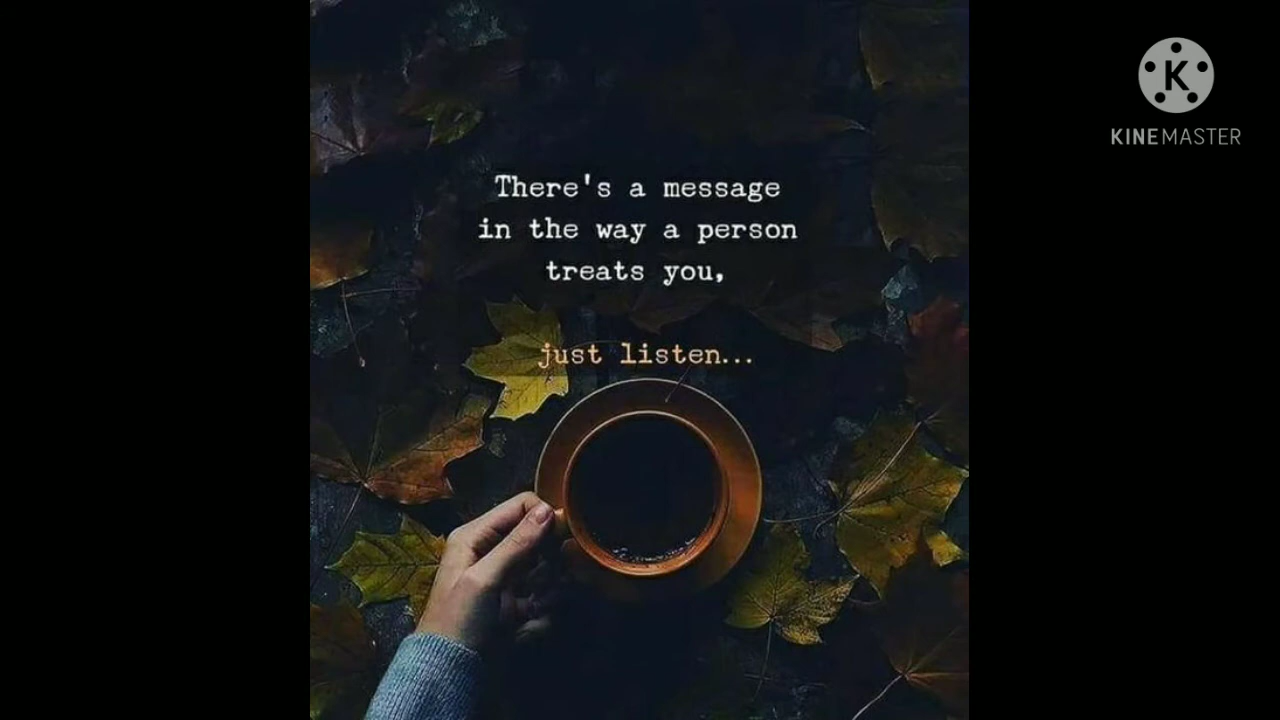 There's a message
in the way a person
treats you,
just listen...
KINEMASTER